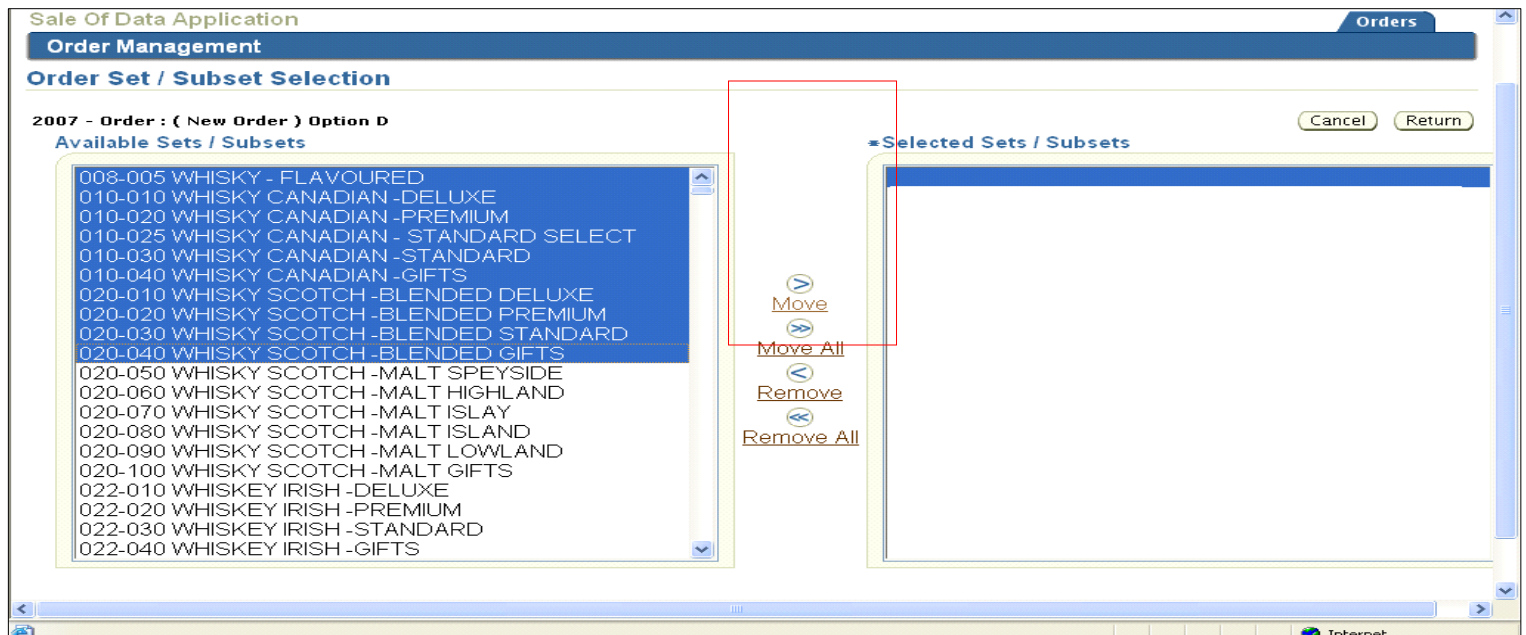 Sale Of Data Application
Orders
Order Management
Order Set / Subset Selection
2007 - Order : ( New Order ) Option D
Cancel Return
Available Sets / Subsets
*Selected Sets / Subsets
008-005 WHISKY - FLAVOURED
010-010 WHISKY CANADIAN -DELUXE
010-020 WHISKY CANADIAN -PREMIUM
010-025 WHISKY CANADIAN - STANDARD SELECT
010-030 WHISKY CANADIAN -STANDARD
010-040 WHISKY CANADIAN -GIFTS
020-010 WHISKY SCOTCH -BLENDED DELUXE
020-020 WHISKY SCOTCH -BLENDED PREMIUM
020-030 WHISKY SCOTCH -BLENDED STANDARD
020-040 WHISKY SCOTCH -BLENDED GIFTS
020-050 WHISKY SCOTCH -MALT SPEYSIDE
020-060 WHISKY SCOTCH -MALT HIGHLAND
020-070 WHISKY SCOTCH -MALT ISLAY
020-080 WHISKY SCOTCH -MALT ISLAND
020-090 WHISKY SCOTCH -MALT LOWLAND
020-100 WHISKY SCOTCH -MALT GIFTS
022-010 WHISKEY IRISH -DELUXE
022-020 WHISKEY IRISH -PREMIUM
022-030 WHISKEY IRISH -STANDARD
022-040 WHISKEY IRISH -GIFTS
Move
Move All
Remove
Remove All
Internet